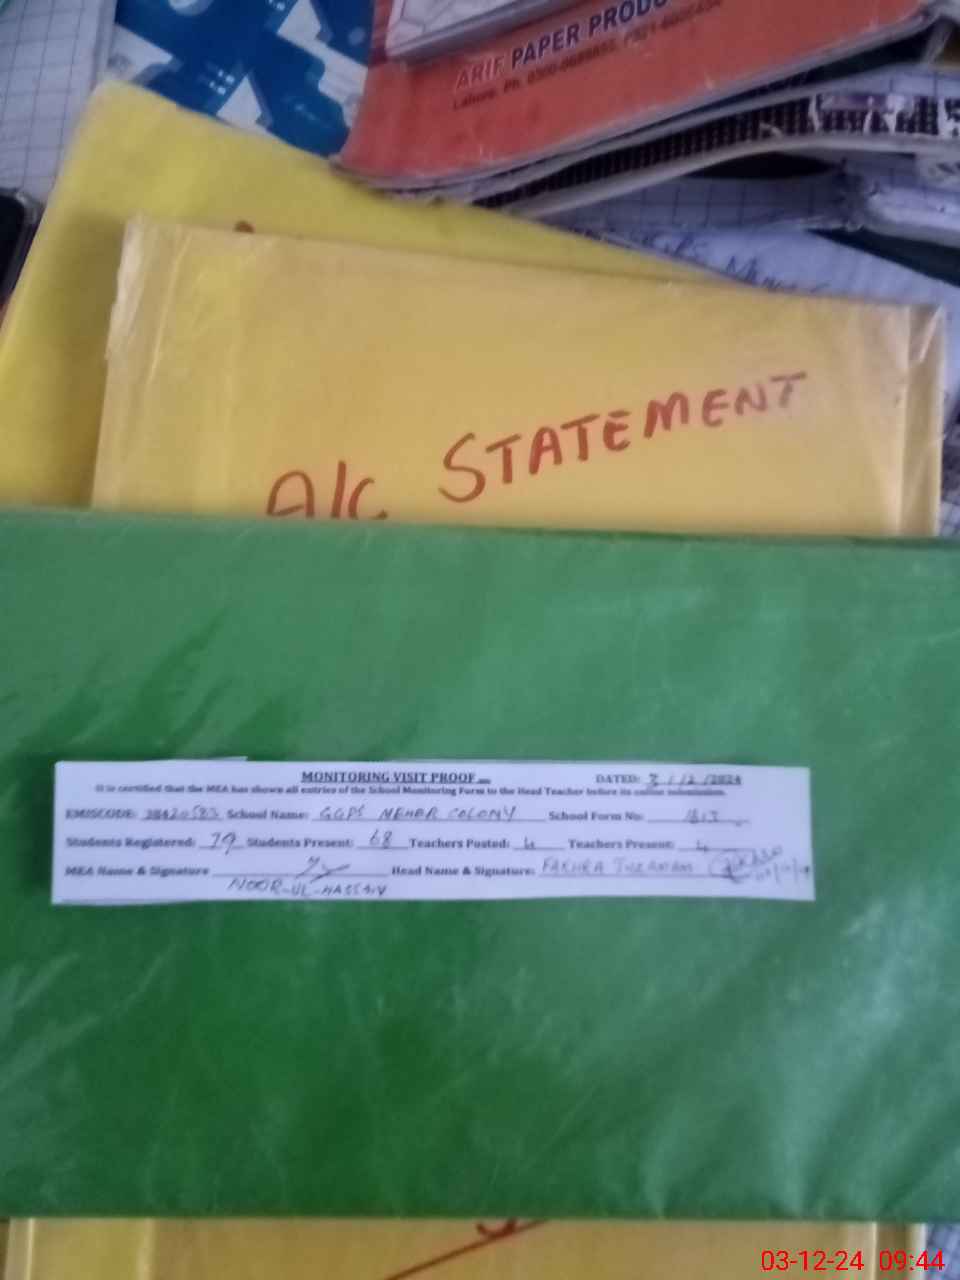 ARIF PAPER PRODU
Lahore. Ph.
A/C STATEMENT
MONITORING VISIT PROOF
DATED: 3/12/2024
It is certified that the MEA has shown all entries of the School Monitoring Form to the Head Teacher before its online submission.
EMISCODE: School Name: GGPS MEHAR COLONY School Form No:
Students Registered: 79 Students Present: 68 Teachers Posted: 4 Teachers Present: 4
MEA Name & Signature Head Name & Signature: FAKHRA
NOOR-UL-HASSAN
03-12-24 09:44